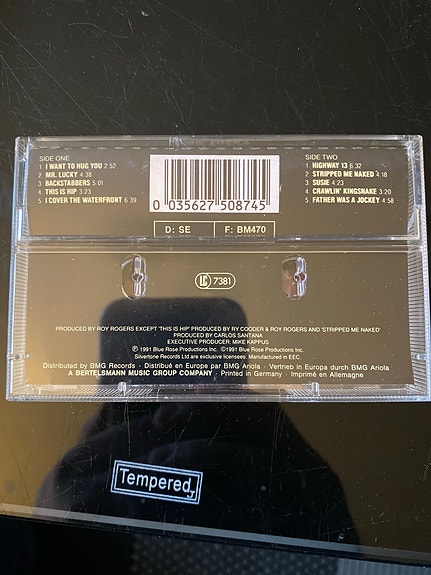 SIDE ONE
1 I WANT TO HUG YOU 2 52
2 MR. LUCKY 4 38
3 BACKSTABBERS 5 01
4 THIS IS HIP 3 23
5 I COVER THE WATERFRONT 6 39
0 035627 508745
SIDE TWO
1 HIGHWAY 13 6 32
2 STRIPPED ME NAKED 4 18
3 SUSIE 4 23
4 CRAWLIN' KINGSNAKE 3 20
5 FATHER WAS A JOCKEY 4 58
D: SE
F: BM470
LC 7381
PRODUCED BY ROY ROGERS EXCEPT 'THIS IS HIP' PRODUCED BY RY COODER & ROY ROGERS AND 'STRIPPED ME NAKED'
PRODUCED BY CARLOS SANTANA
EXECUTIVE PRODUCER: MIKE KAPPUS
℗ 1991 Blue Rose Productions Inc. ©1991 Blue Rose Productions Inc.
Silvertone Records Ltd are exclusive licensees. Manufactured in EEC.
Distributed by BMG Records · Distribué en Europe par BMG Ariola · Vertrieb in Europa durch BMG Ariola
A BERTELSMANN MUSIC GROUP COMPANY · Printed in Germany · Imprimé en Allemagne
Tempered J